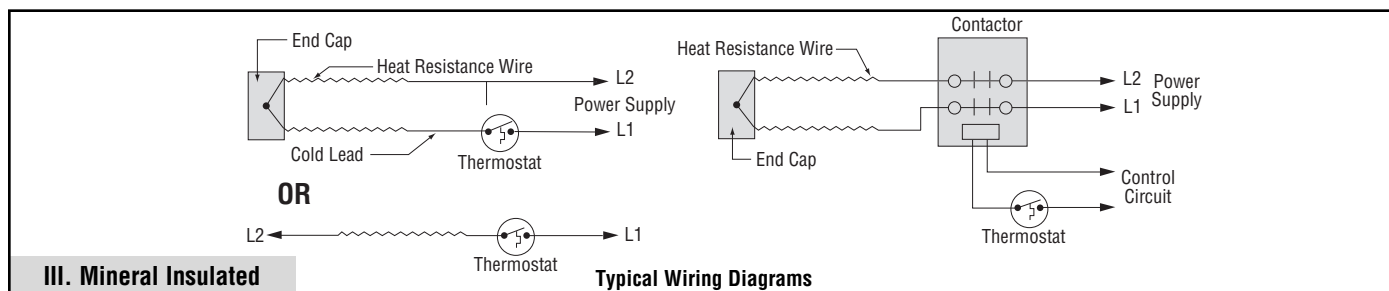 End Cap
Heat Resistance Wire
L2
Power Supply
L1
Cold Lead
Thermostat
OR
L2
L1
Thermostat
Contactor
Heat Resistance Wire
L2
Power
Supply
L1
End Cap
Control
Circuit
Thermostat
III. Mineral Insulated
Typical Wiring Diagrams